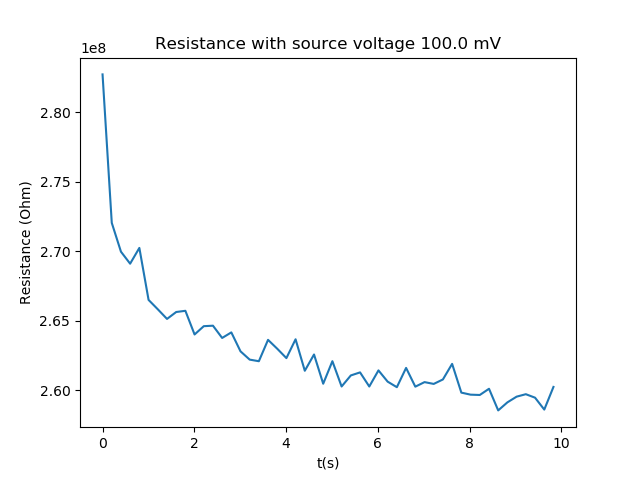 Resistance with source voltage 100.0 mV
1e8
2.80
2.75
2.70
2.65
2.60
Resistance (Ohm)
0 2 4 6 8 10
t(s)